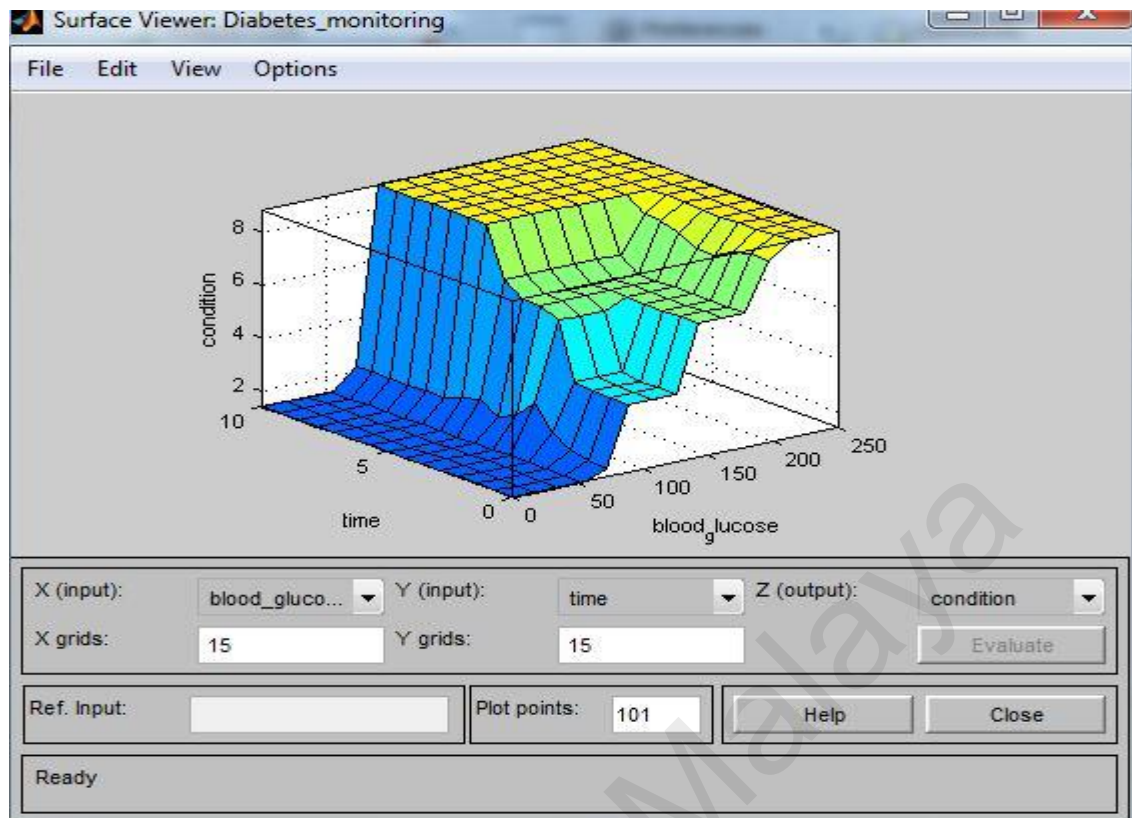 Surface Viewer: Diabetes_monitoring
File Edit View Options
8
6
4
2
condition
10
5
0
time
0
50
100
150
200
250
blood_glucose
X (input): blood_gluco... Y (input): time Z (output): condition
X grids: 15 Y grids: 15 Evaluate
Ref. Input: Plot points: 101 Help Close
Ready
Malaya